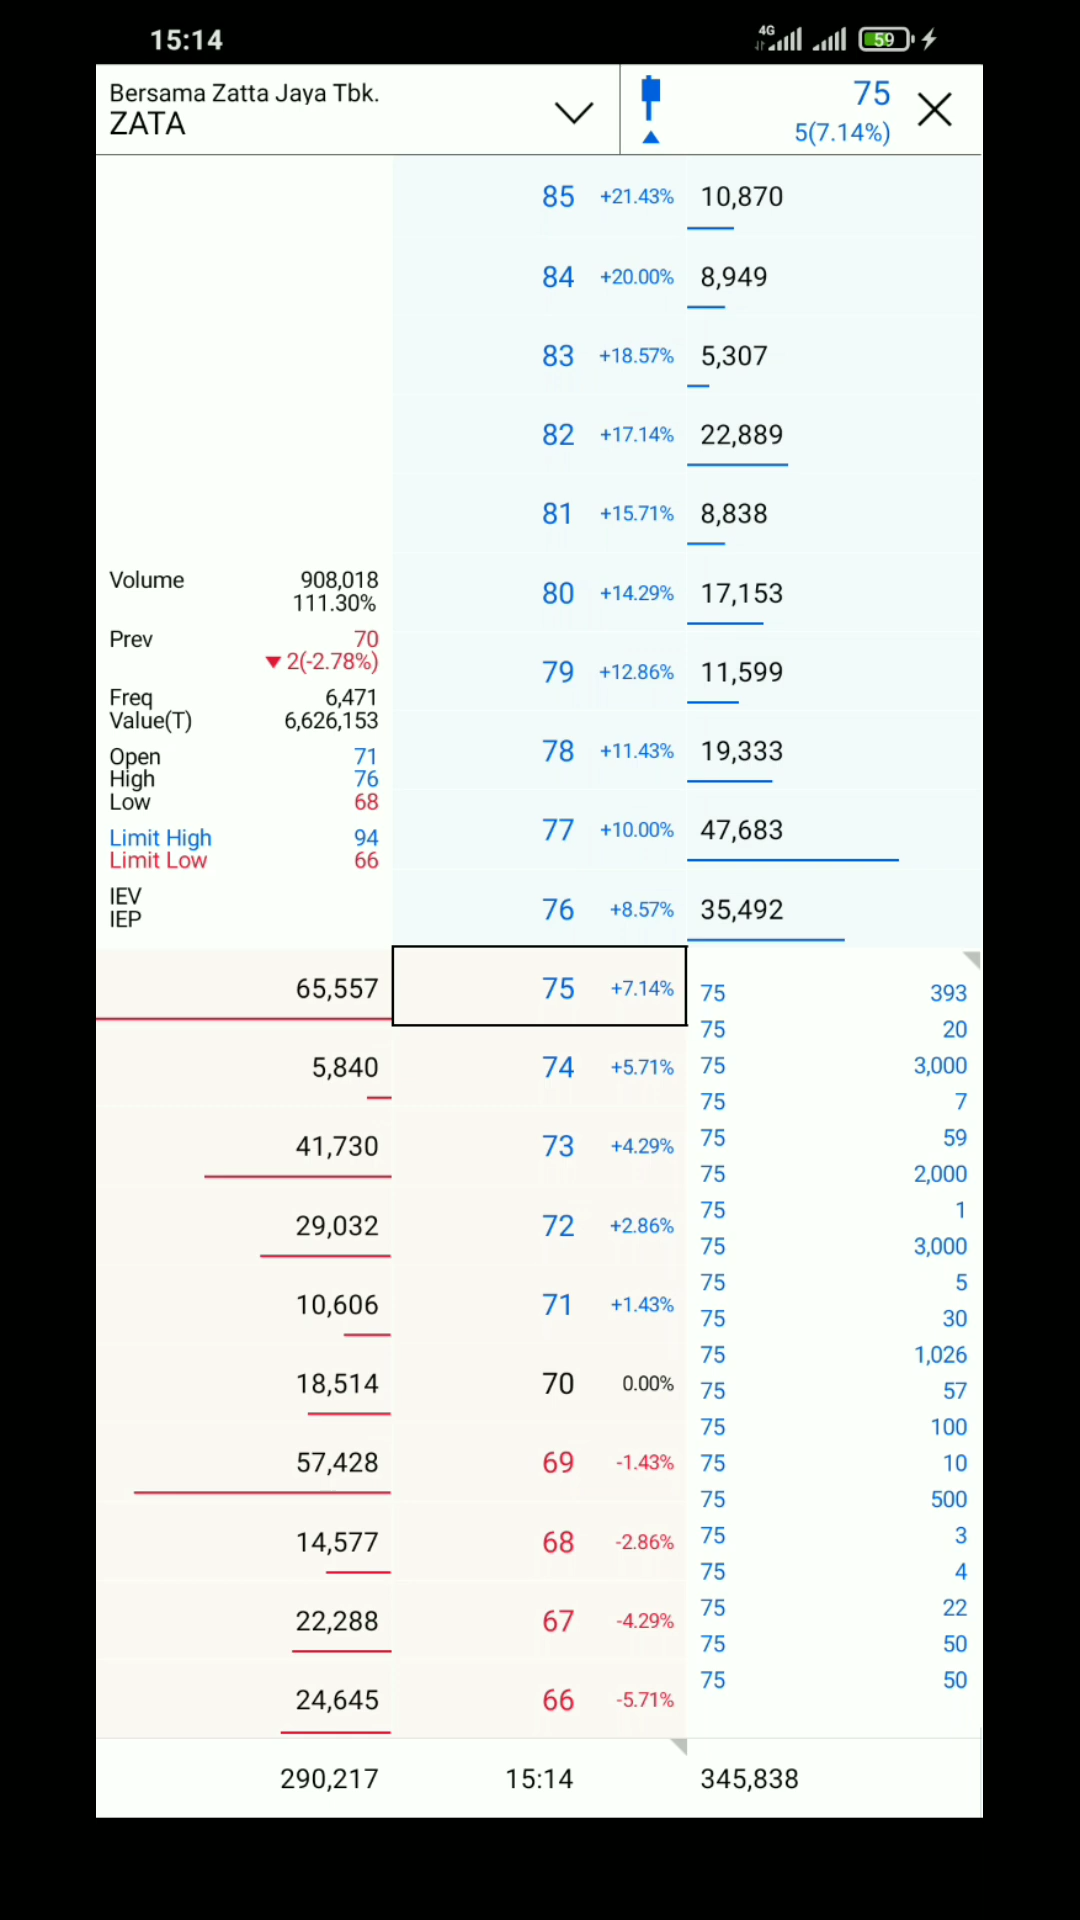 15:14
4G
59
Bersama Zatta Jaya Tbk.
ZATA
75
5(7.14%)
85 +21.43% 10,870
84 +20.00% 8,949
83 +18.57% 5,307
82 +17.14% 22,889
81 +15.71% 8,838
80 +14.29% 17,153
79 +12.86% 11,599
78 +11.43% 19,333
77 +10.00% 47,683
76 +8.57% 35,492
Volume 908,018
111.30%
Prev 70
▼ 2(-2.78%)
Freq 6,471
Value(T) 6,626,153
Open 71
High 76
Low 68
Limit High 94
Limit Low 66
IEV
IEP
65,557 75 +7.14%
5,840 74 +5.71%
41,730 73 +4.29%
29,032 72 +2.86%
10,606 71 +1.43%
18,514 70 0.00%
57,428 69 -1.43%
14,577 68 -2.86%
22,288 67 -4.29%
24,645 66 -5.71%
75 393
75 20
75 3,000
75 7
75 59
75 2,000
75 1
75 3,000
75 5
75 30
75 1,026
75 57
75 100
75 10
75 500
75 3
75 4
75 22
75 50
75 50
290,217 15:14 345,838